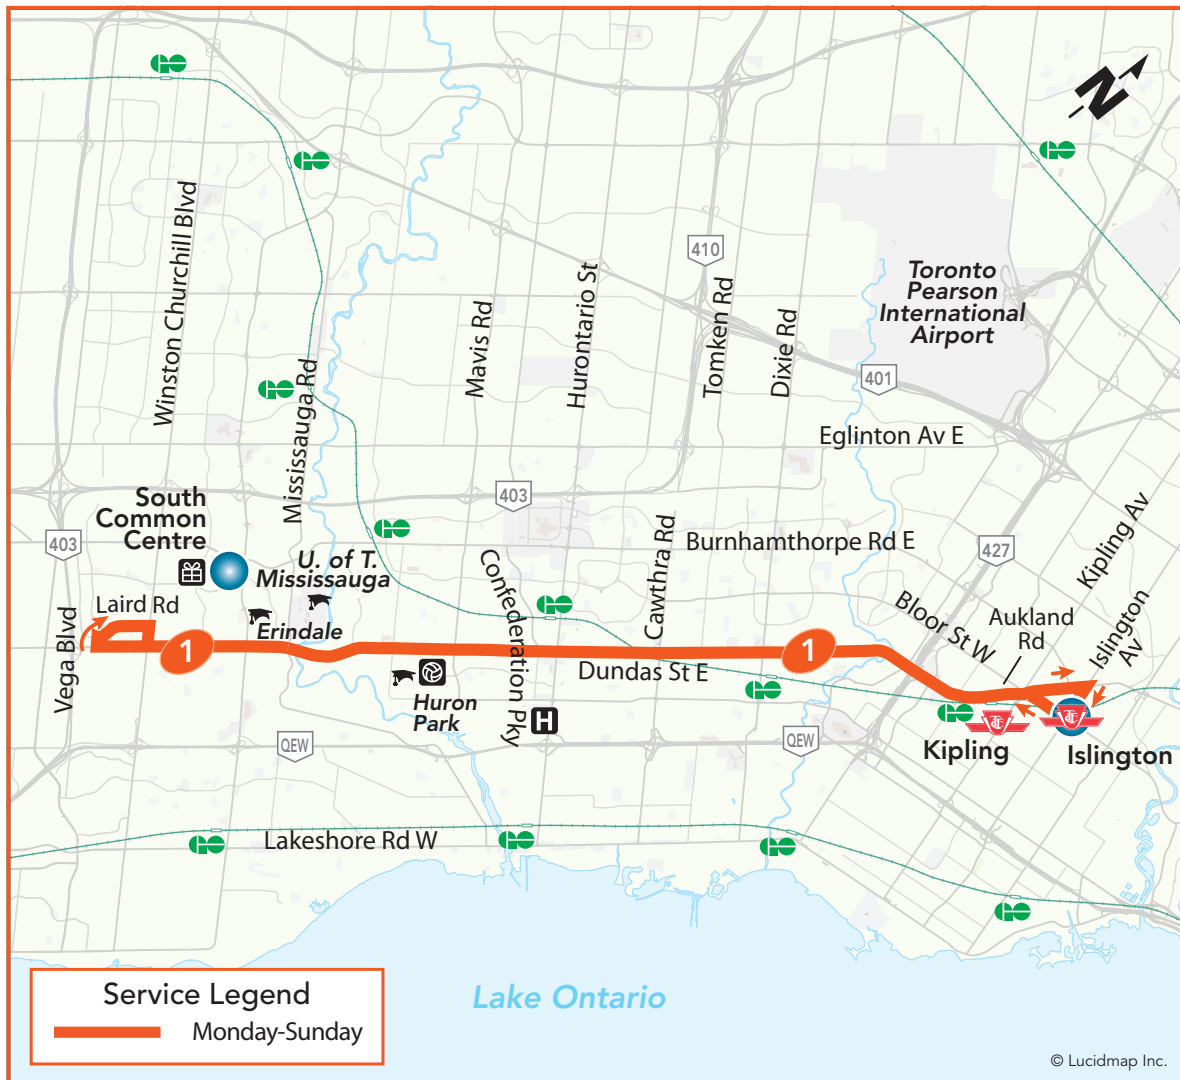 N
Winston Churchill Blvd
Mississauga Rd
Mavis Rd
Hurontario St
410
Tomken Rd
Dixie Rd
Toronto
Pearson
International
Airport
401
Eglinton Av E
403
South
Common
Centre
403
U. of T.
Mississauga
Confederation Pky
Cawthra Rd
Burnhamthorpe Rd E
427
Kipling Av
Vega Blvd
Laird Rd
Erindale
Bloor St W
Aukland
Rd
Islington
Av
1
1
Dundas St E
Huron
Park
H
QEW
QEW
Kipling
Islington
Lakeshore Rd W
Lake Ontario
Service Legend
Monday-Sunday
© Lucidmap Inc.